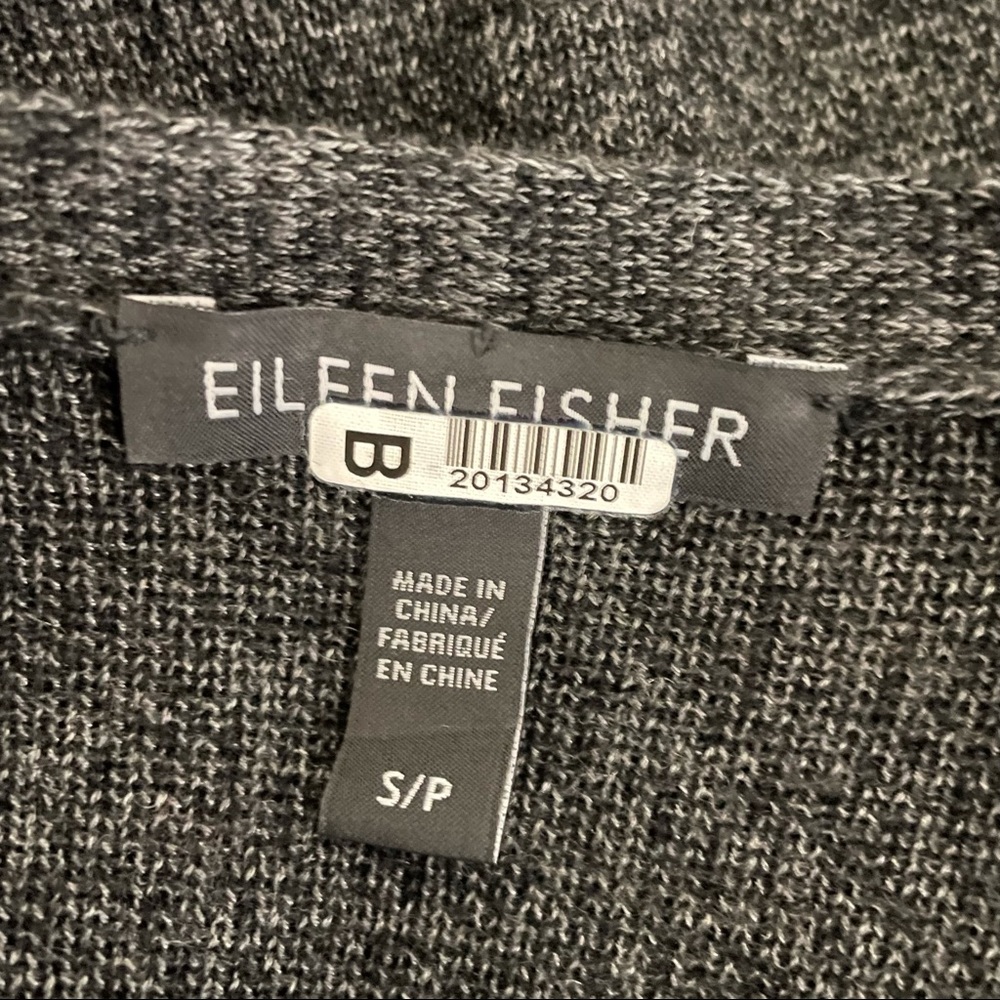 EILEEN FISHER
B
20134320
MADE IN
CHINA/
FABRIQUÉ
EN CHINE
S/P